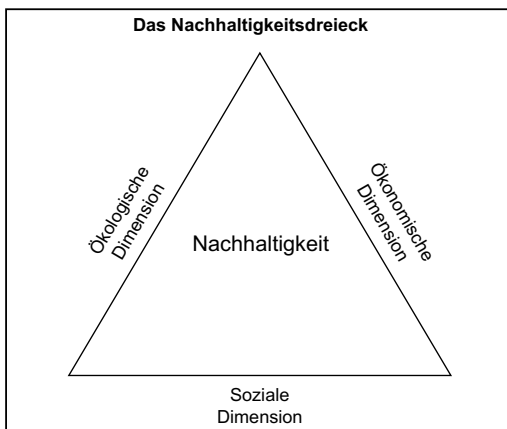 Das Nachhaltigkeitsdreieck
Ökologische
Dimension
Ökonomische
Dimension
Nachhaltigkeit
Soziale
Dimension